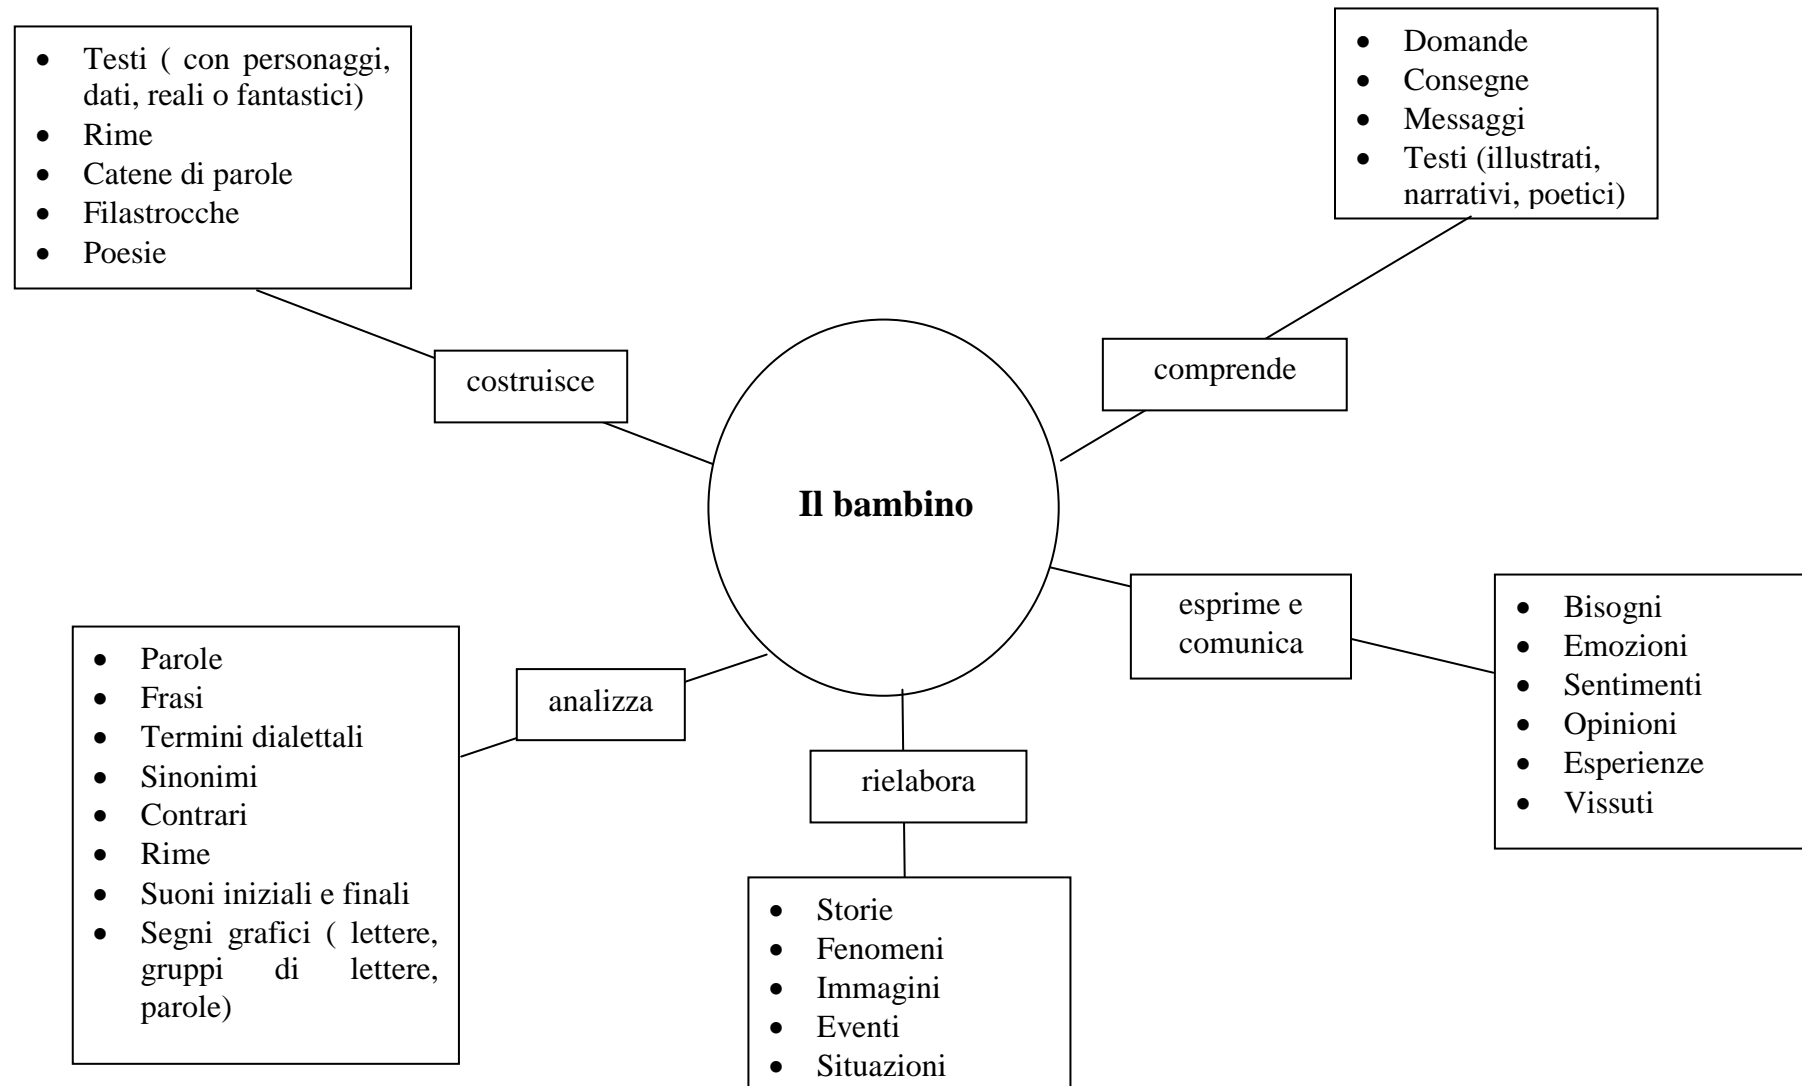 • Testi ( con personaggi,
dati, reali o fantastici)
• Rime
• Catene di parole
• Filastrocche
• Poesie
• Domande
• Consegne
• Messaggi
• Testi (illustrati,
narrativi, poetici)
costruisce
comprende
Il bambino
esprime e
comunica
• Bisogni
• Emozioni
• Sentimenti
• Opinioni
• Esperienze
• Vissuti
analizza
• Parole
• Frasi
• Termini dialettali
• Sinonimi
• Contrari
• Rime
• Suoni iniziali e finali
• Segni grafici ( lettere,
gruppi di lettere,
parole)
rielabora
• Storie
• Fenomeni
• Immagini
• Eventi
• Situazioni